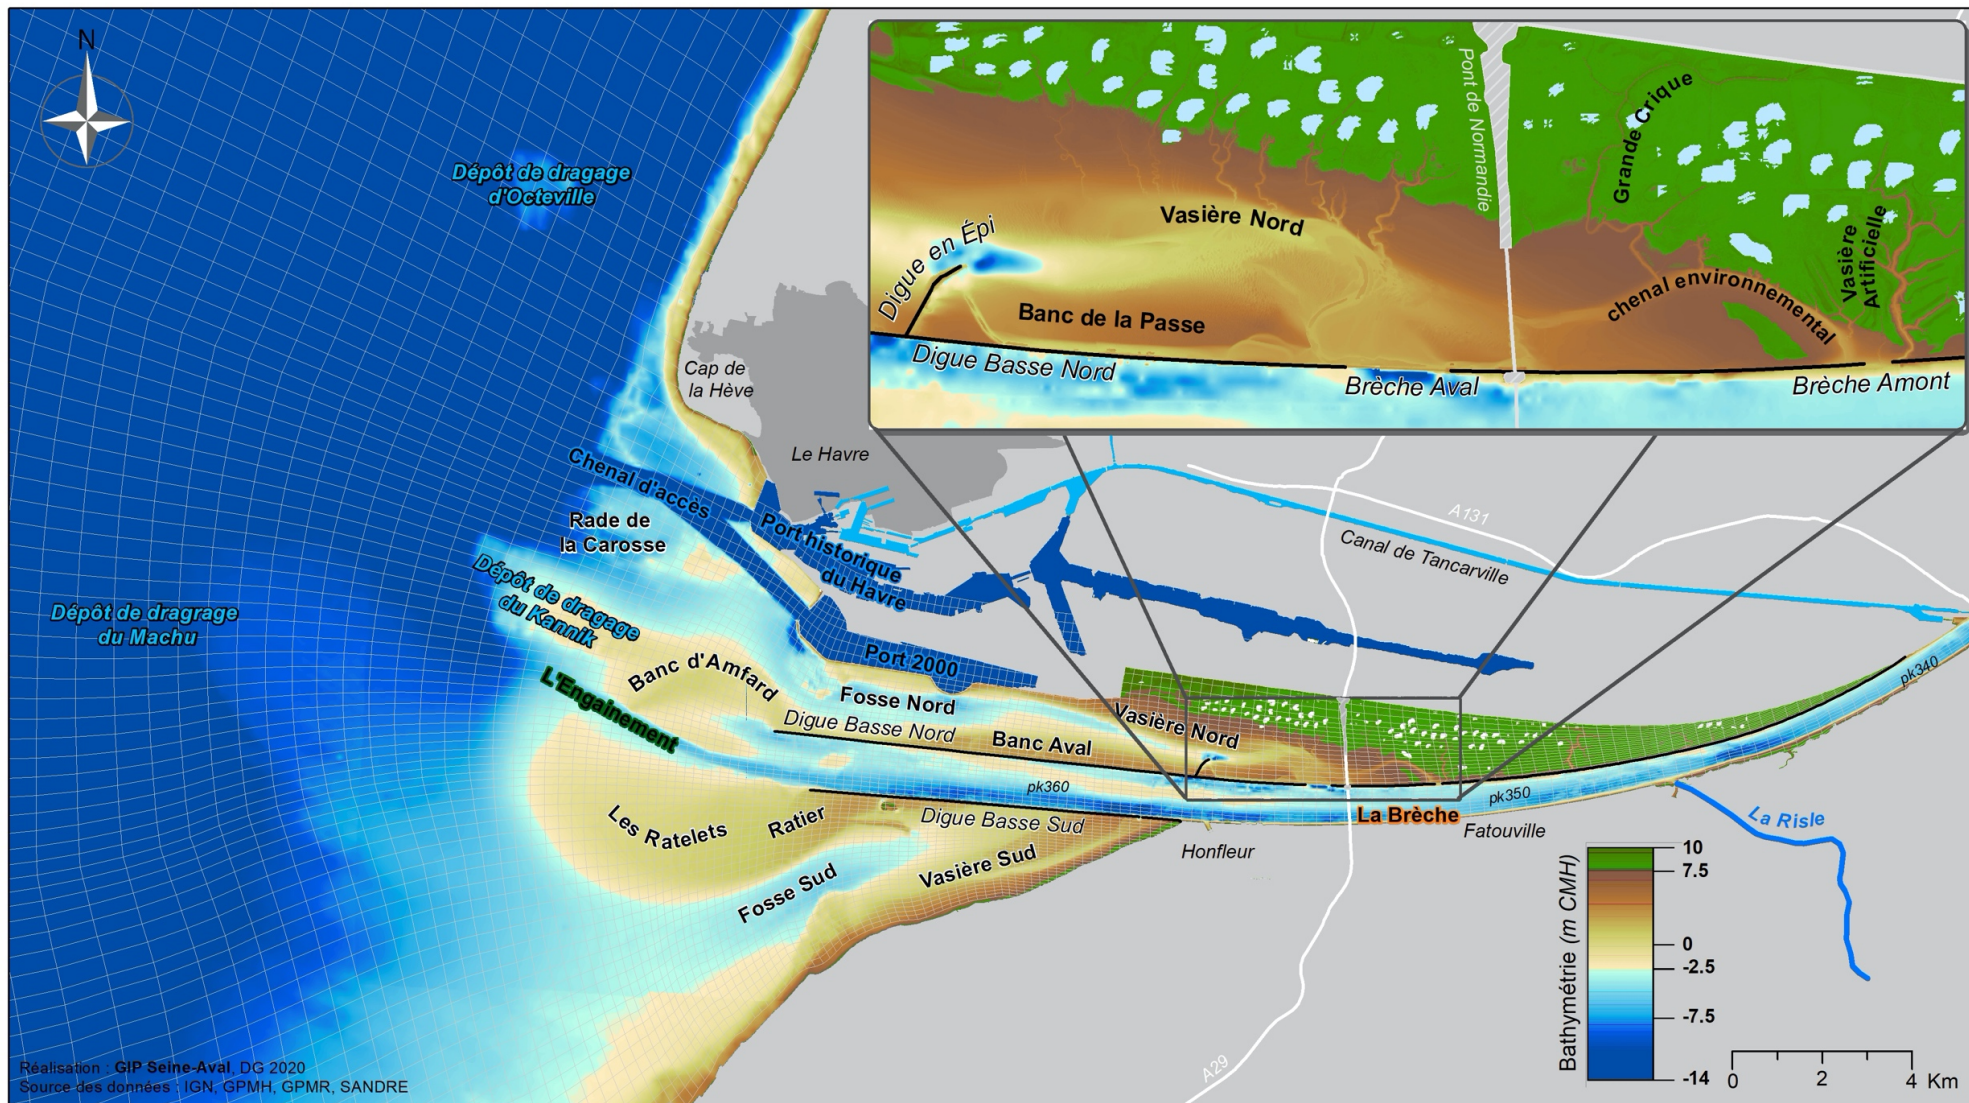 N
Dépôt de dragage
d'Octeville
Cap de
la Hève
Le Havre
Chenal d'accès
Rade de
la Carosse
Port historique
du Havre
Dépôt de dragage
du Kannik
Dépôt de dragrage
du Machu
Banc d'Amfard
L'Engainement
Port 2000
Fosse Nord
Digue Basse Nord
Banc Aval
Vasière Nord
pk360
Les Ratelets
Ratier
Digue Basse Sud
Vasière Sud
Fosse Sud
Honfleur
La Brèche
Fatouville
pk350
pk340
La Risle
A131
Canal de Tancarville
A29
Pont de Normandie
Grande Crique
Vasière Nord
Digue en Épi
Banc de la Passe
chenal environnemental
Vasière
Artificielle
Digue Basse Nord
Brèche Aval
Brèche Amont
Bathymétrie (m CMH)
10
7.5
0
-2.5
-7.5
-14
0 2 4 Km
Réalisation : GIP Seine-Aval, DG 2020
Source des données : IGN, GPMH, GPMR, SANDRE